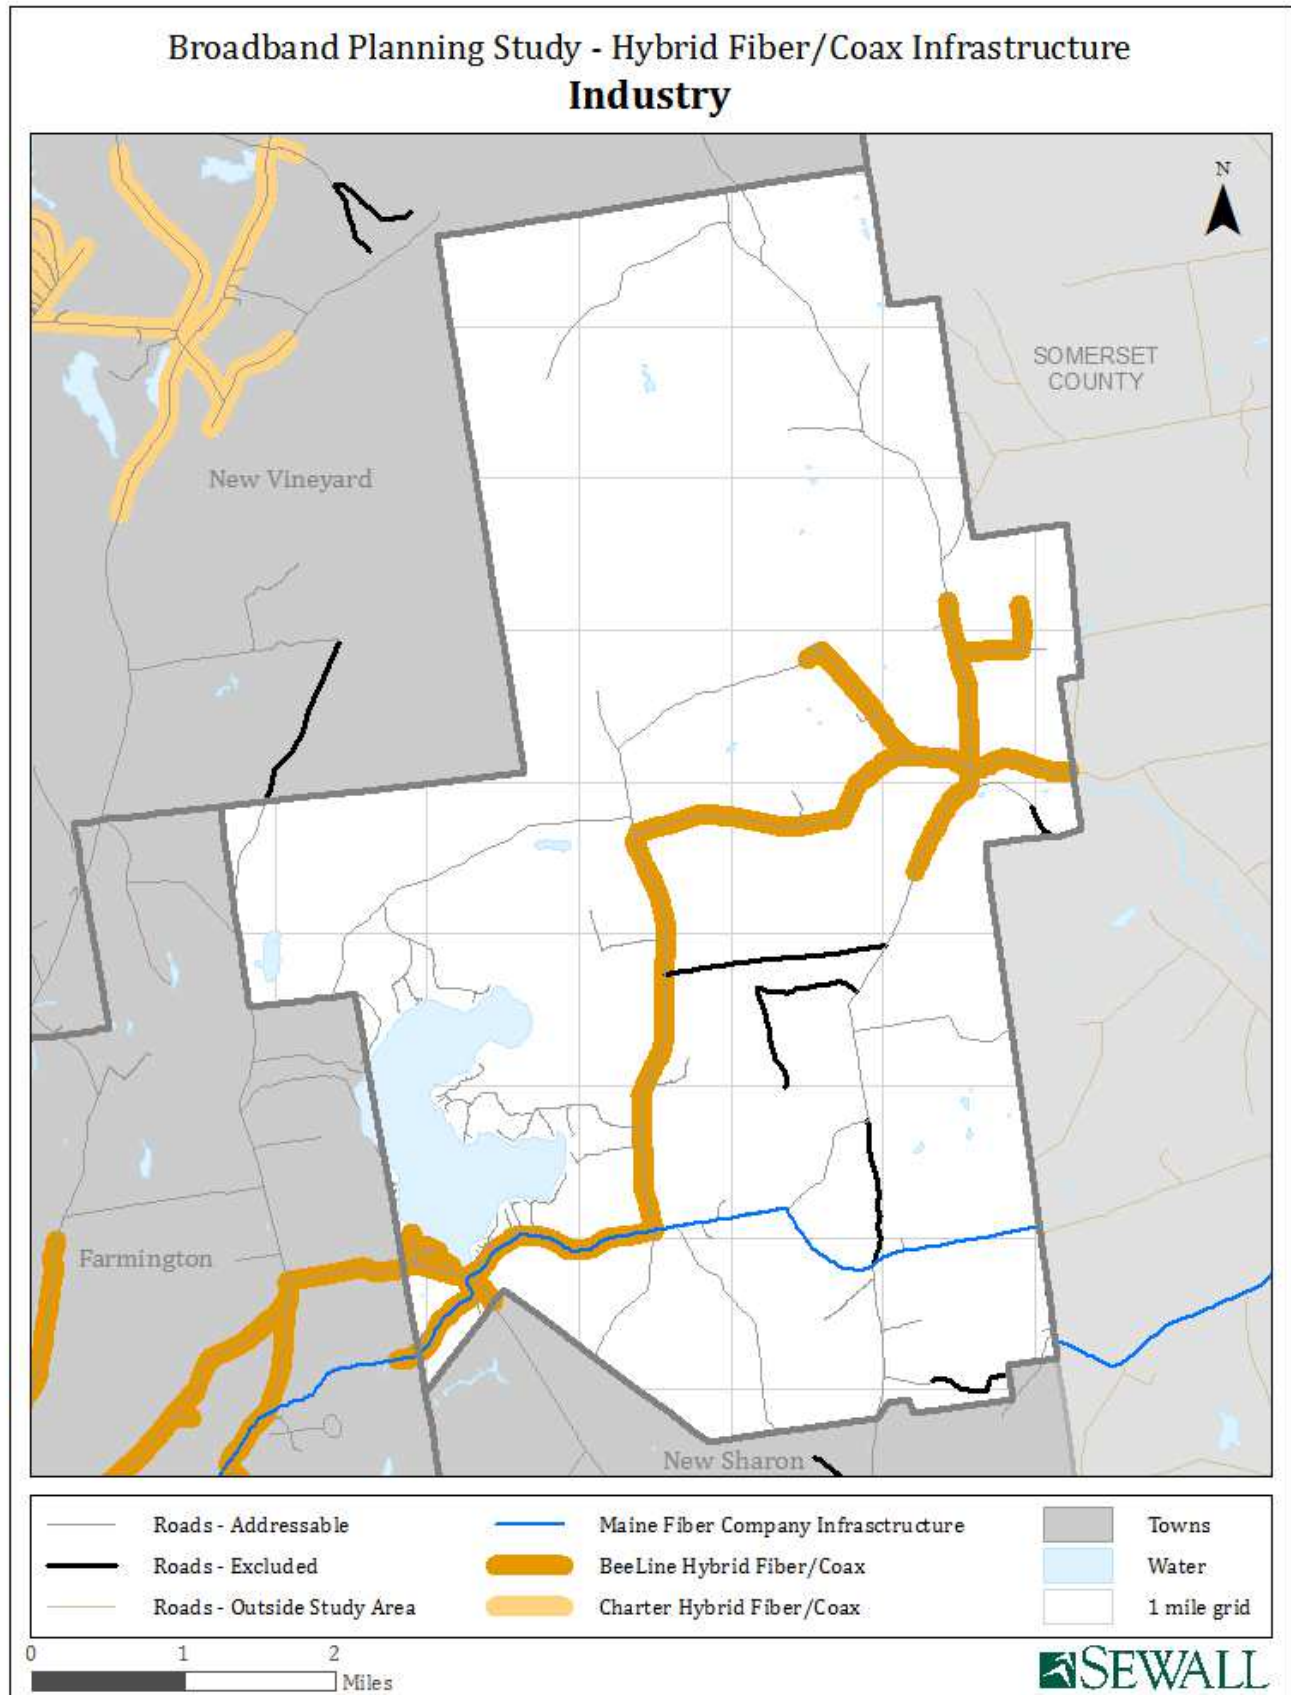 Broadband Planning Study - Hybrid Fiber/Coax Infrastructure
Industry
N
SOMERSET
COUNTY
New Vineyard
Farmington
New Sharon
Roads - Addressable
Roads - Excluded
Roads - Outside Study Area
Maine Fiber Company Infrasctructure
BeeLine Hybrid Fiber/Coax
Charter Hybrid Fiber/Coax
Towns
Water
1 mile grid
0 1 2
Miles
SEWALL